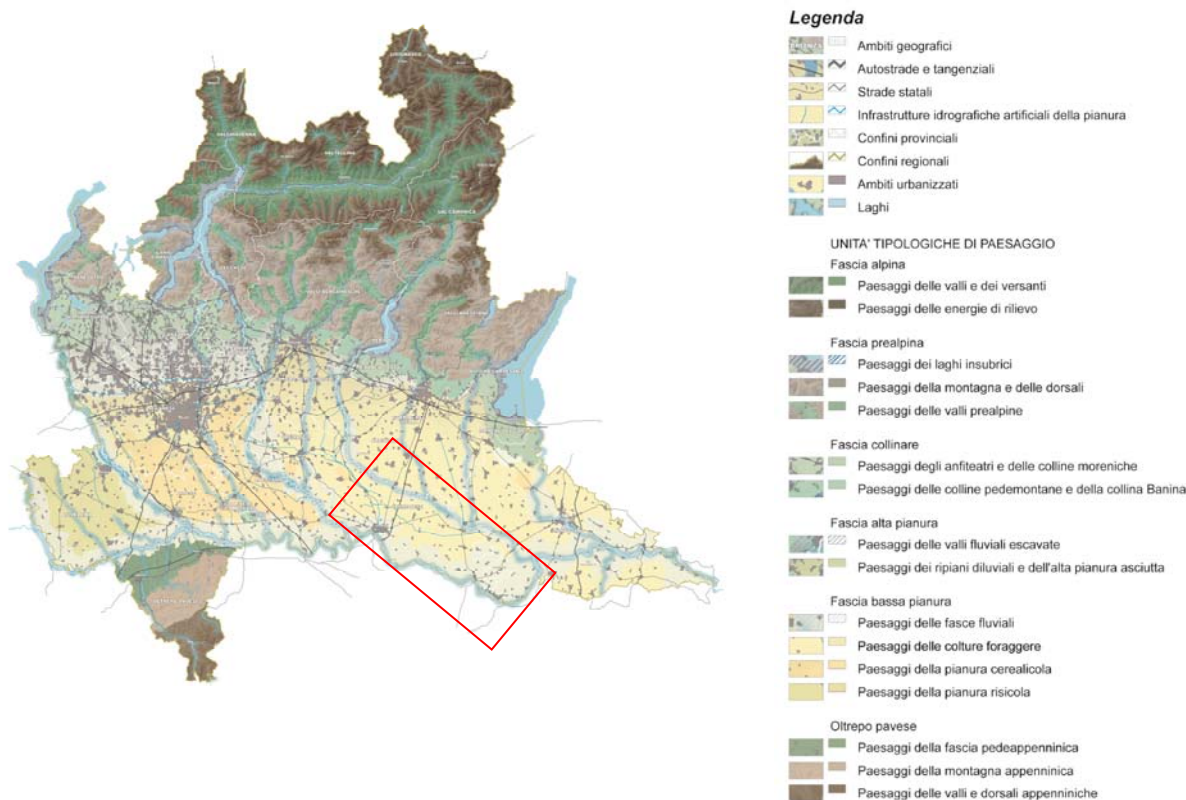 Legenda
Ambiti geografici
Autostrade e tangenziali
Strade statali
Infrastrutture idrografiche artificiali della pianura
Confini provinciali
Confini regionali
Ambiti urbanizzati
Laghi
UNITA' TIPOLOGICHE DI PAESAGGIO
Fascia alpina
Paesaggi delle valli e dei versanti
Paesaggi delle energie di rilievo
Fascia prealpina
Paesaggi dei laghi insubrici
Paesaggi della montagna e delle dorsali
Paesaggi delle valli prealpine
Fascia collinare
Paesaggi degli anfiteatri e delle colline moreniche
Paesaggi delle colline pedemontane e della collina Banina
Fascia alta pianura
Paesaggi delle valli fluviali escavate
Paesaggi dei ripiani diluviali e dell'alta pianura asciutta
Fascia bassa pianura
Paesaggi delle fasce fluviali
Paesaggi delle colture foraggere
Paesaggi della pianura cerealicola
Paesaggi della pianura risicola
Oltrepo pavese
Paesaggi della fascia pedeappenninica
Paesaggi della montagna appenninica
Paesaggi delle valli e dorsali appenniniche